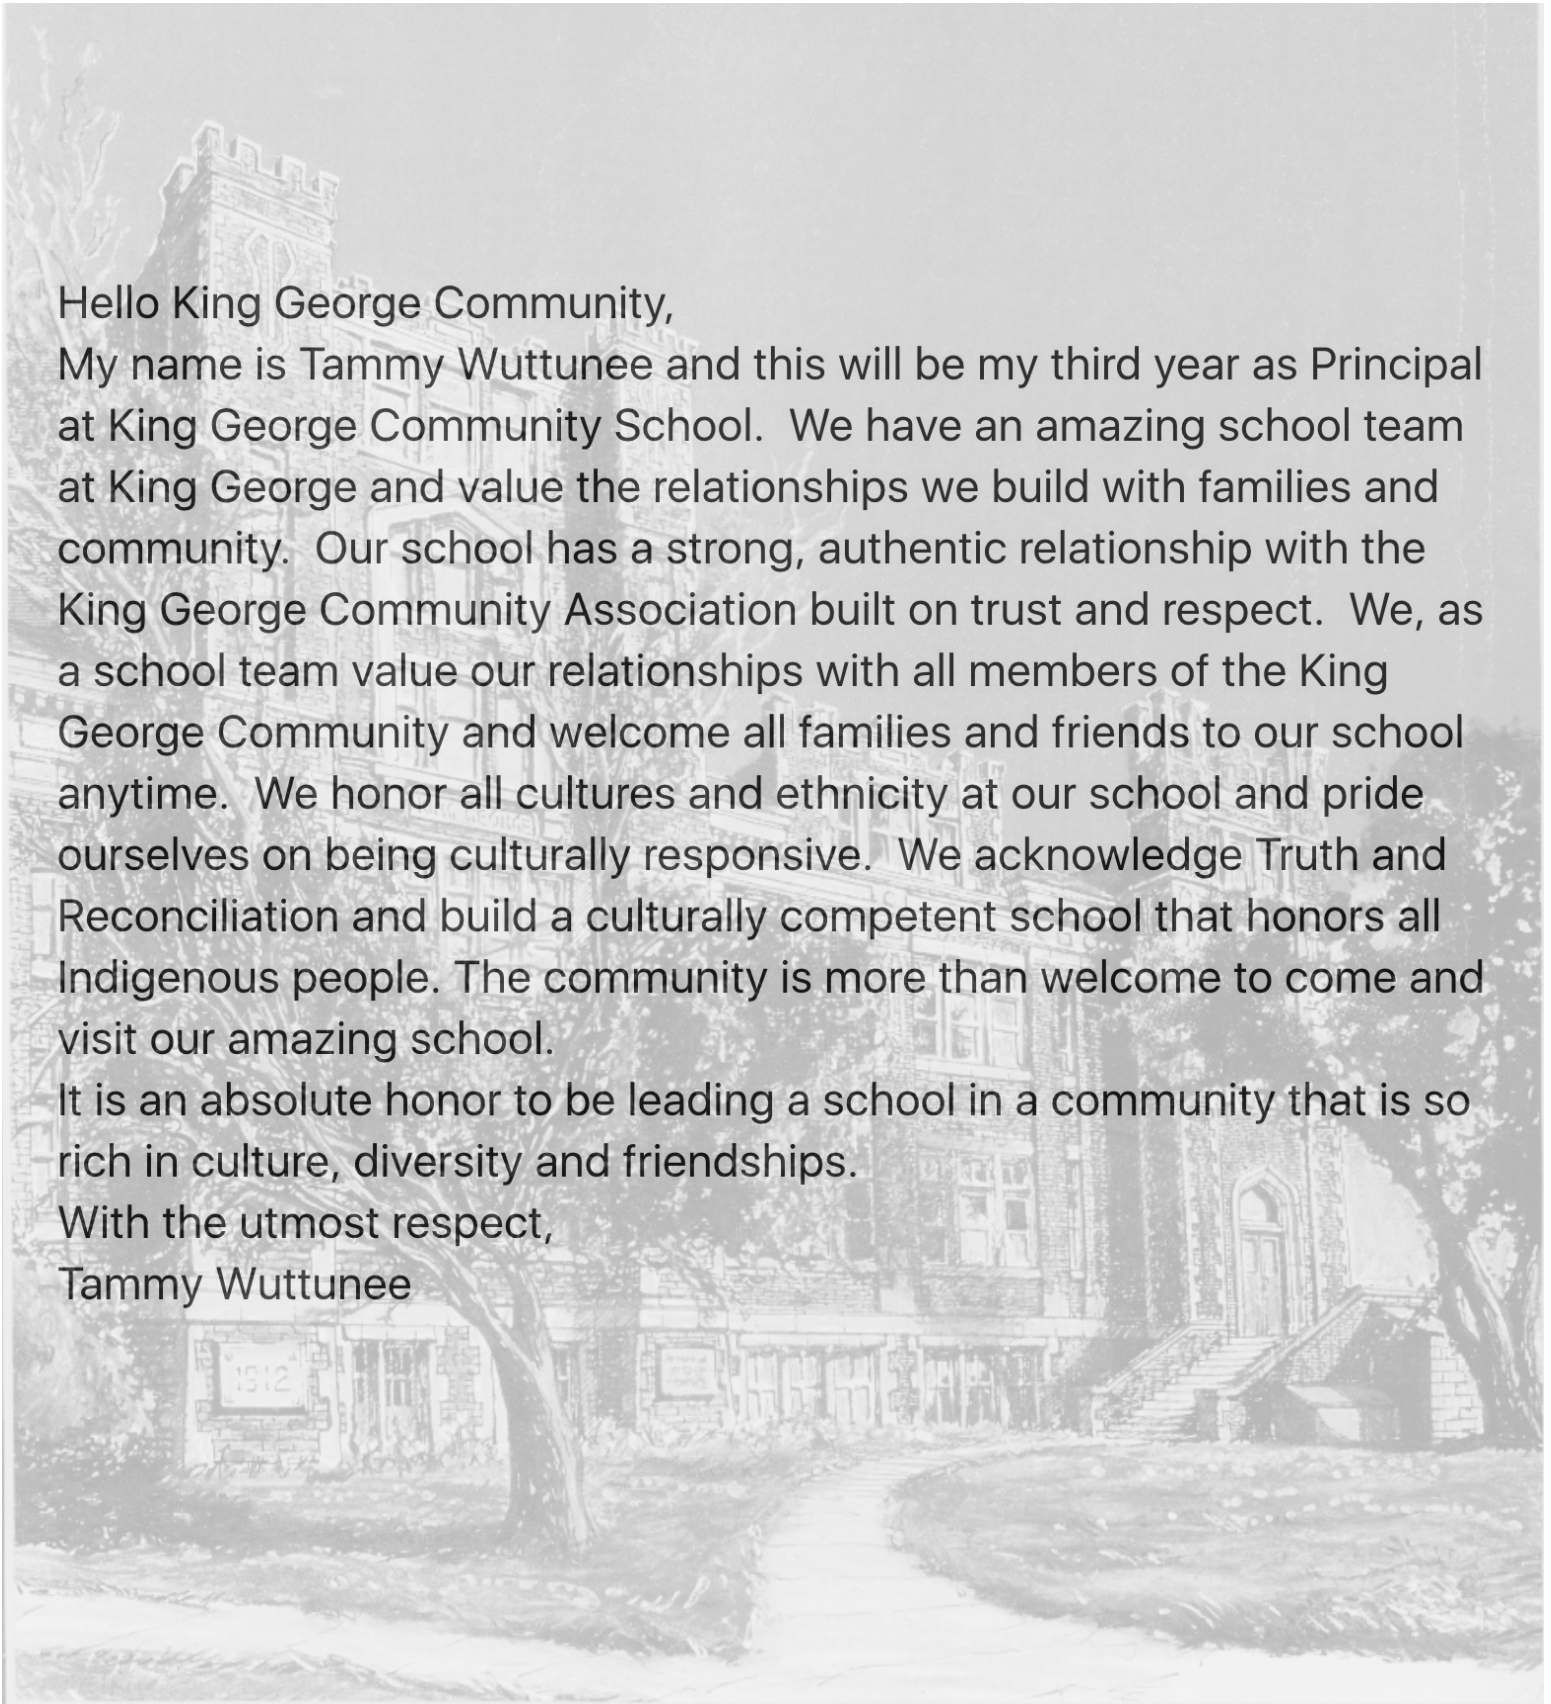 Hello King George Community,
My name is Tammy Wuttunee and this will be my third year as Principal
at King George Community School.  We have an amazing school team
at King George and value the relationships we build with families and
community.  Our school has a strong, authentic relationship with the
King George Community Association built on trust and respect.  We, as
a school team value our relationships with all members of the King
George Community and welcome all families and friends to our school
anytime.  We honor all cultures and ethnicity at our school and pride
ourselves on being culturally responsive.  We acknowledge Truth and
Reconciliation and build a culturally competent school that honors all
Indigenous people. The community is more than welcome to come and
visit our amazing school.
It is an absolute honor to be leading a school in a community that is so
rich in culture, diversity and friendships.
With the utmost respect,
Tammy Wuttunee
1912